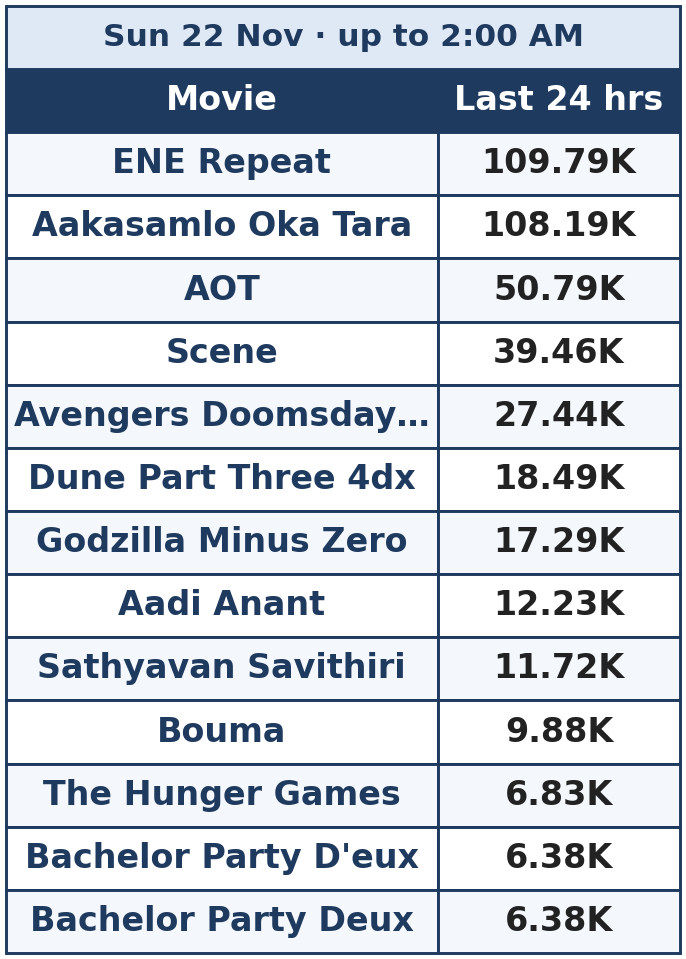 Sun 22 Nov · up to 2:00 AM
Movie Last 24 hrs
ENE Repeat 109.79K
Aakasamlo Oka Tara 108.19K
AOT 50.79K
Scene 39.46K
Avengers Doomsday... 27.44K
Dune Part Three 4dx 18.49K
Godzilla Minus Zero 17.29K
Aadi Anant 12.23K
Sathyavan Savithiri 11.72K
Bouma 9.88K
The Hunger Games 6.83K
Bachelor Party D'eux 6.38K
Bachelor Party Deux 6.38K